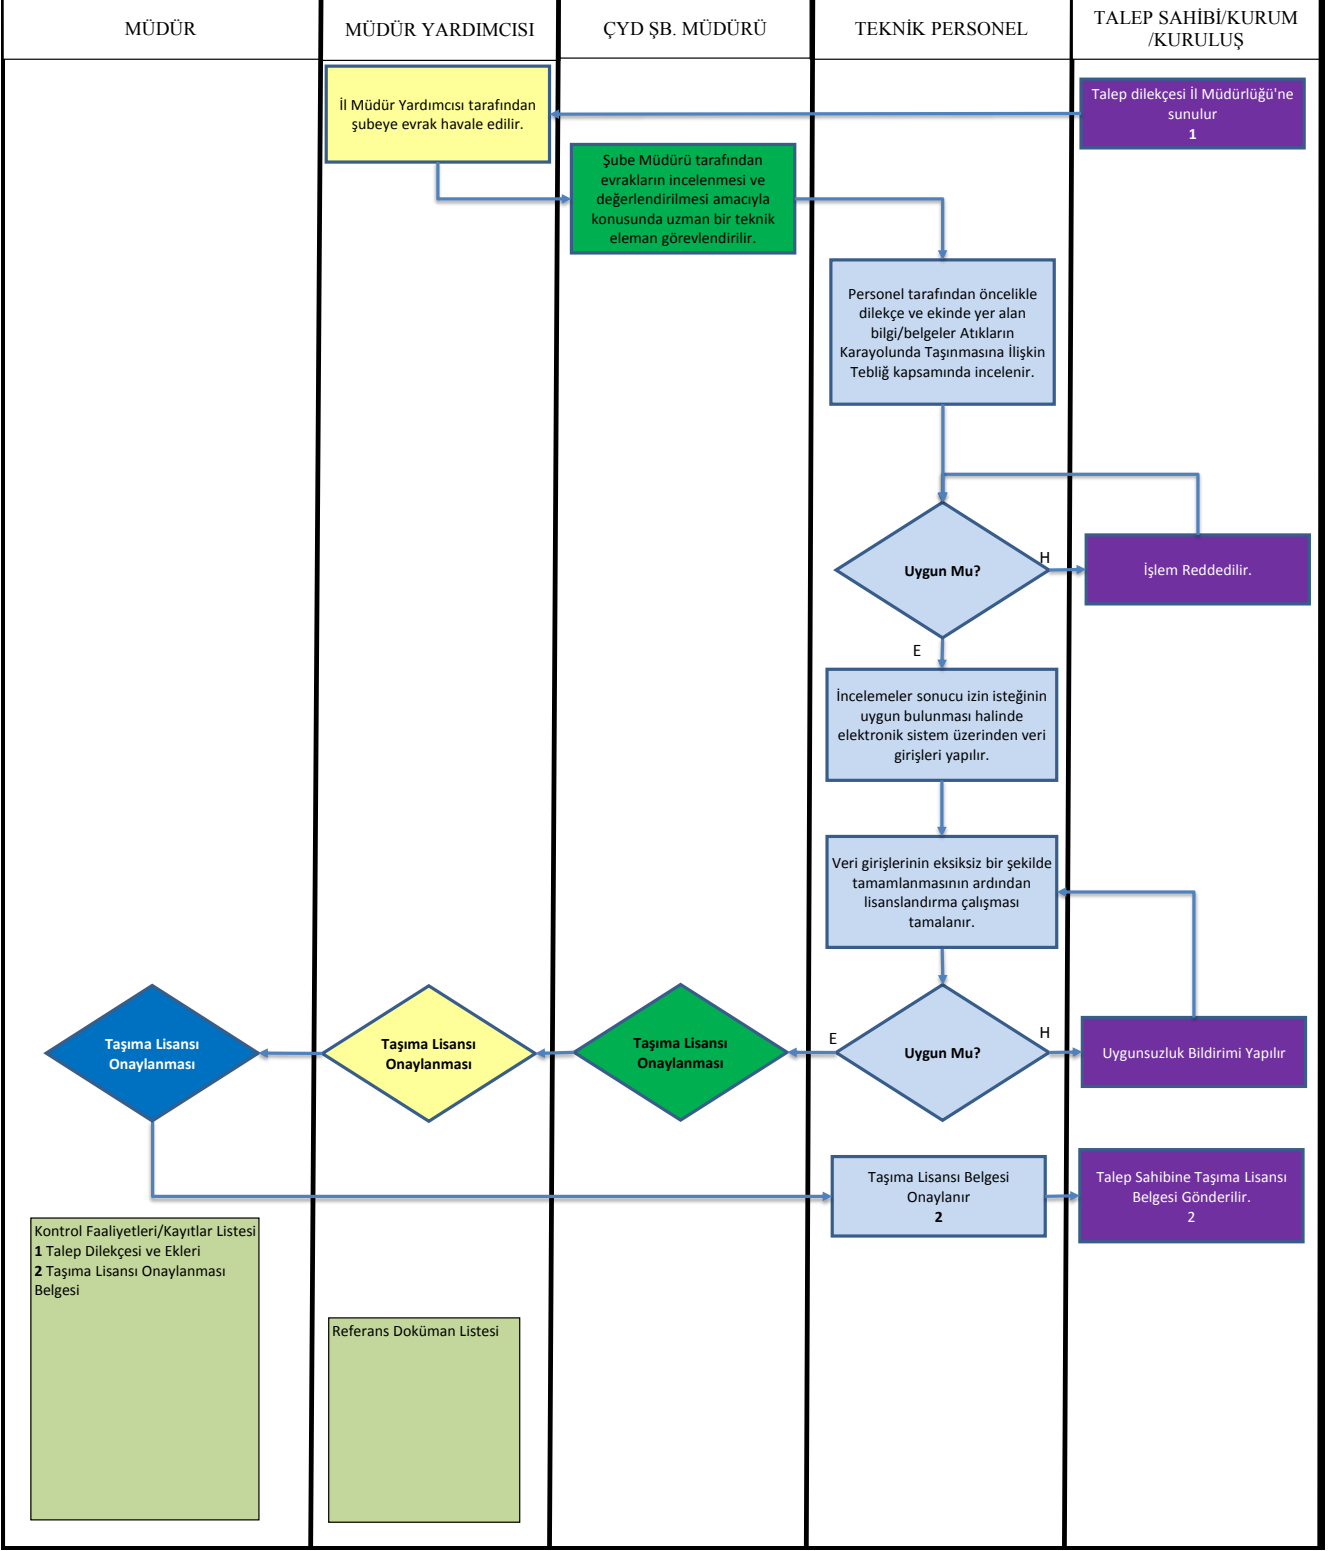 MÜDÜR
MÜDÜR YARDIMCISI
ÇYD ŞB. MÜDÜRÜ
TEKNİK PERSONEL
TALEP SAHİBİ/KURUM
/KURULUŞ
Talep dilekçesi İl Müdürlüğü'ne
sunulur
1
İl Müdür Yardımcısı tarafından
şubeye evrak havale edilir.
Şube Müdürü tarafından
evrakların incelenmesi ve
değerlendirilmesi amacıyla
konusunda uzman bir teknik
eleman görevlendirilir.
Personel tarafından öncelikle
dilekçe ve ekinde yer alan
bilgi/belgeler Atıkların
Karayolunda Taşınmasına İlişkin
Tebliğ kapsamında incelenir.
Uygun Mu?
H
İşlem Reddedilir.
E
İncelemeler sonucu izin isteğinin
uygun bulunması halinde
elektronik sistem üzerinden veri
girişleri yapılır.
Veri girişlerinin eksiksiz bir şekilde
tamamlanmasının ardından
lisanslandırma çalışması
tamalanır.
Taşıma Lisansı
Onaylanması
Taşıma Lisansı
Onaylanması
Taşıma Lisansı
Onaylanması
E
Uygun Mu?
H
Uygunsuzluk Bildirimi Yapılır
Taşıma Lisansı Belgesi
Onaylanır
2
Talep Sahibine Taşıma Lisansı
Belgesi Gönderilir.
2
Kontrol Faaliyetleri/Kayıtlar Listesi
1 Talep Dilekçesi ve Ekleri
2 Taşıma Lisansı Onaylanması
Belgesi
Referans Doküman Listesi